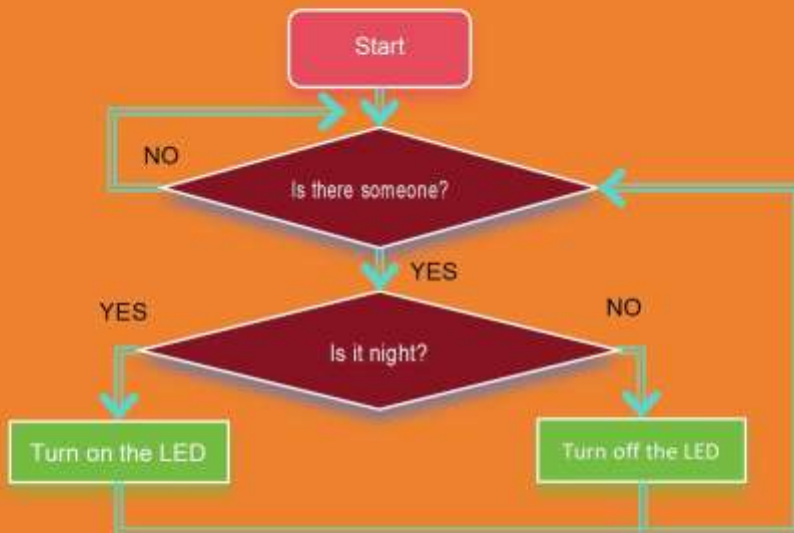 Start
NO
Is there someone?
YES
YES
NO
Is it night?
Turn on the LED
Turn off the LED